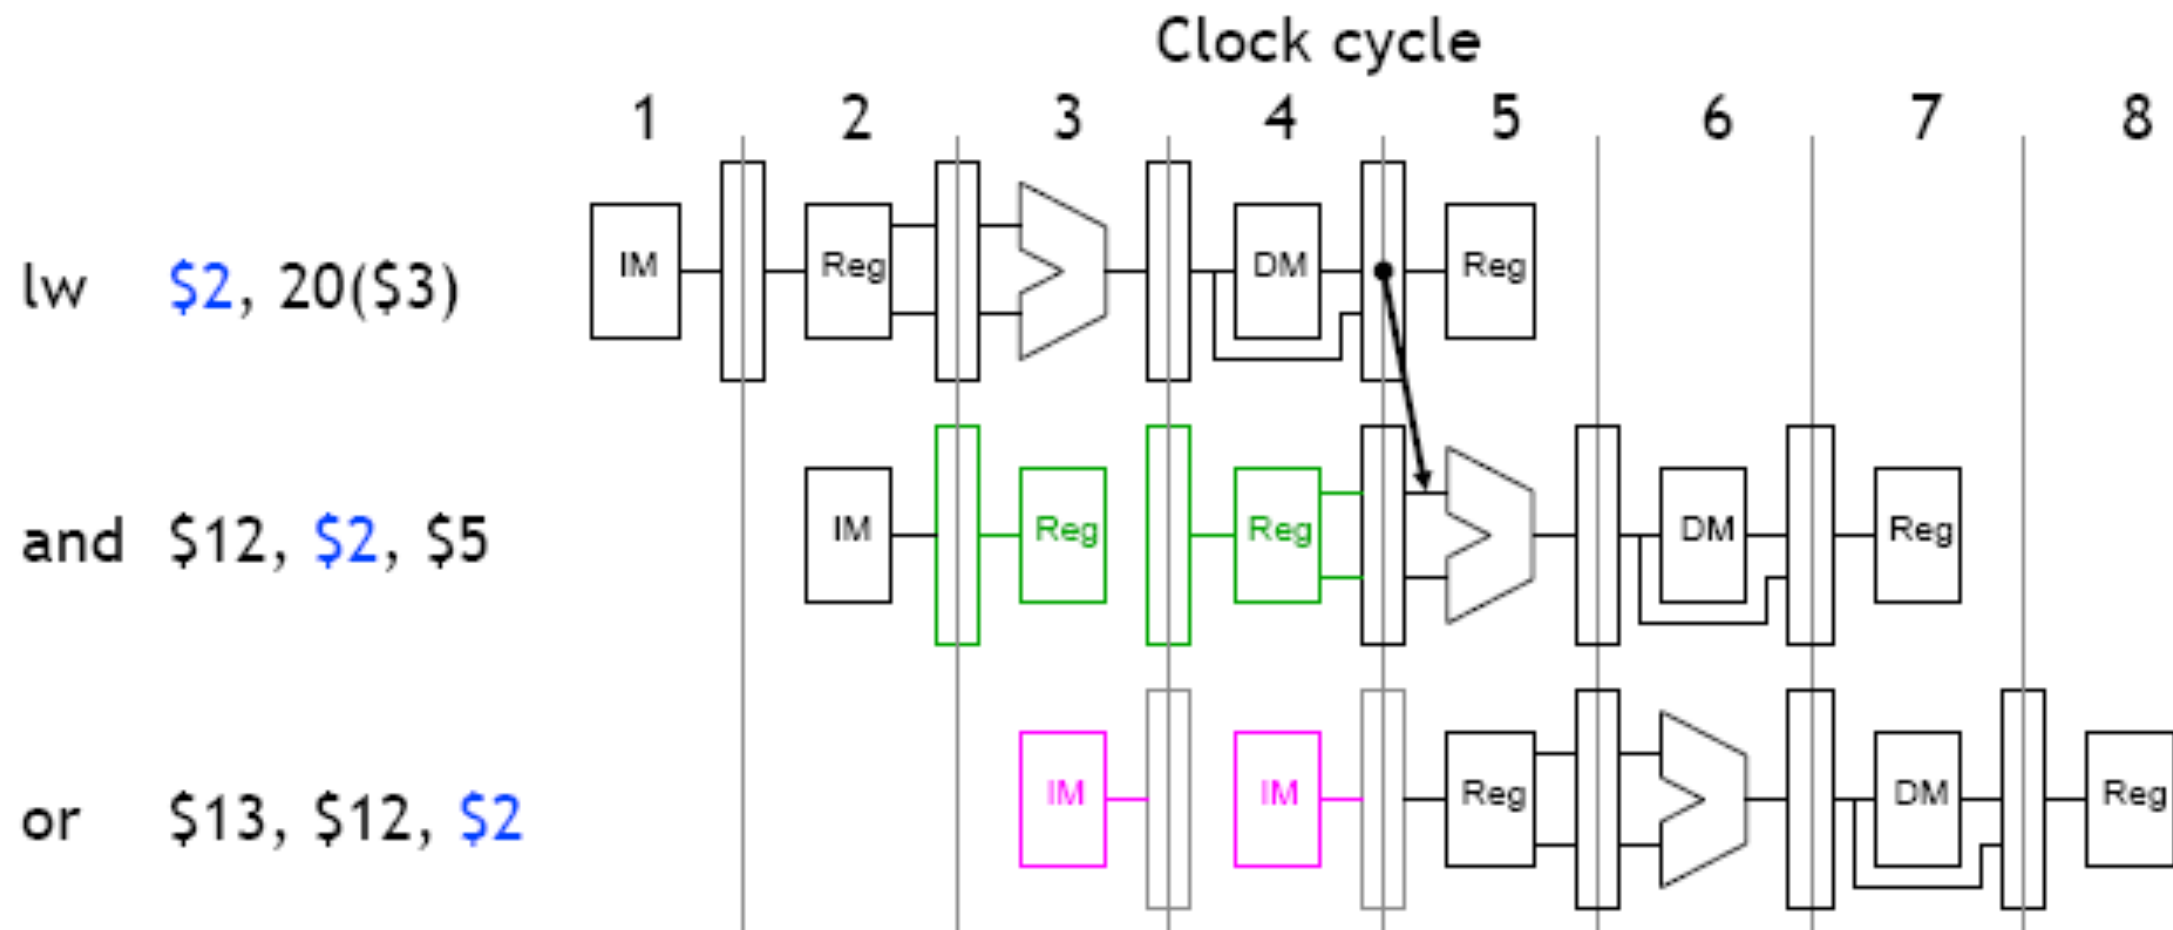 Clock cycle
1 2 3 4 5 6 7 8
lw $2, 20($3) IM Reg DM Reg
and $12, $2, $5 IM Reg Reg DM Reg
or $13, $12, $2 IM IM Reg DM Reg